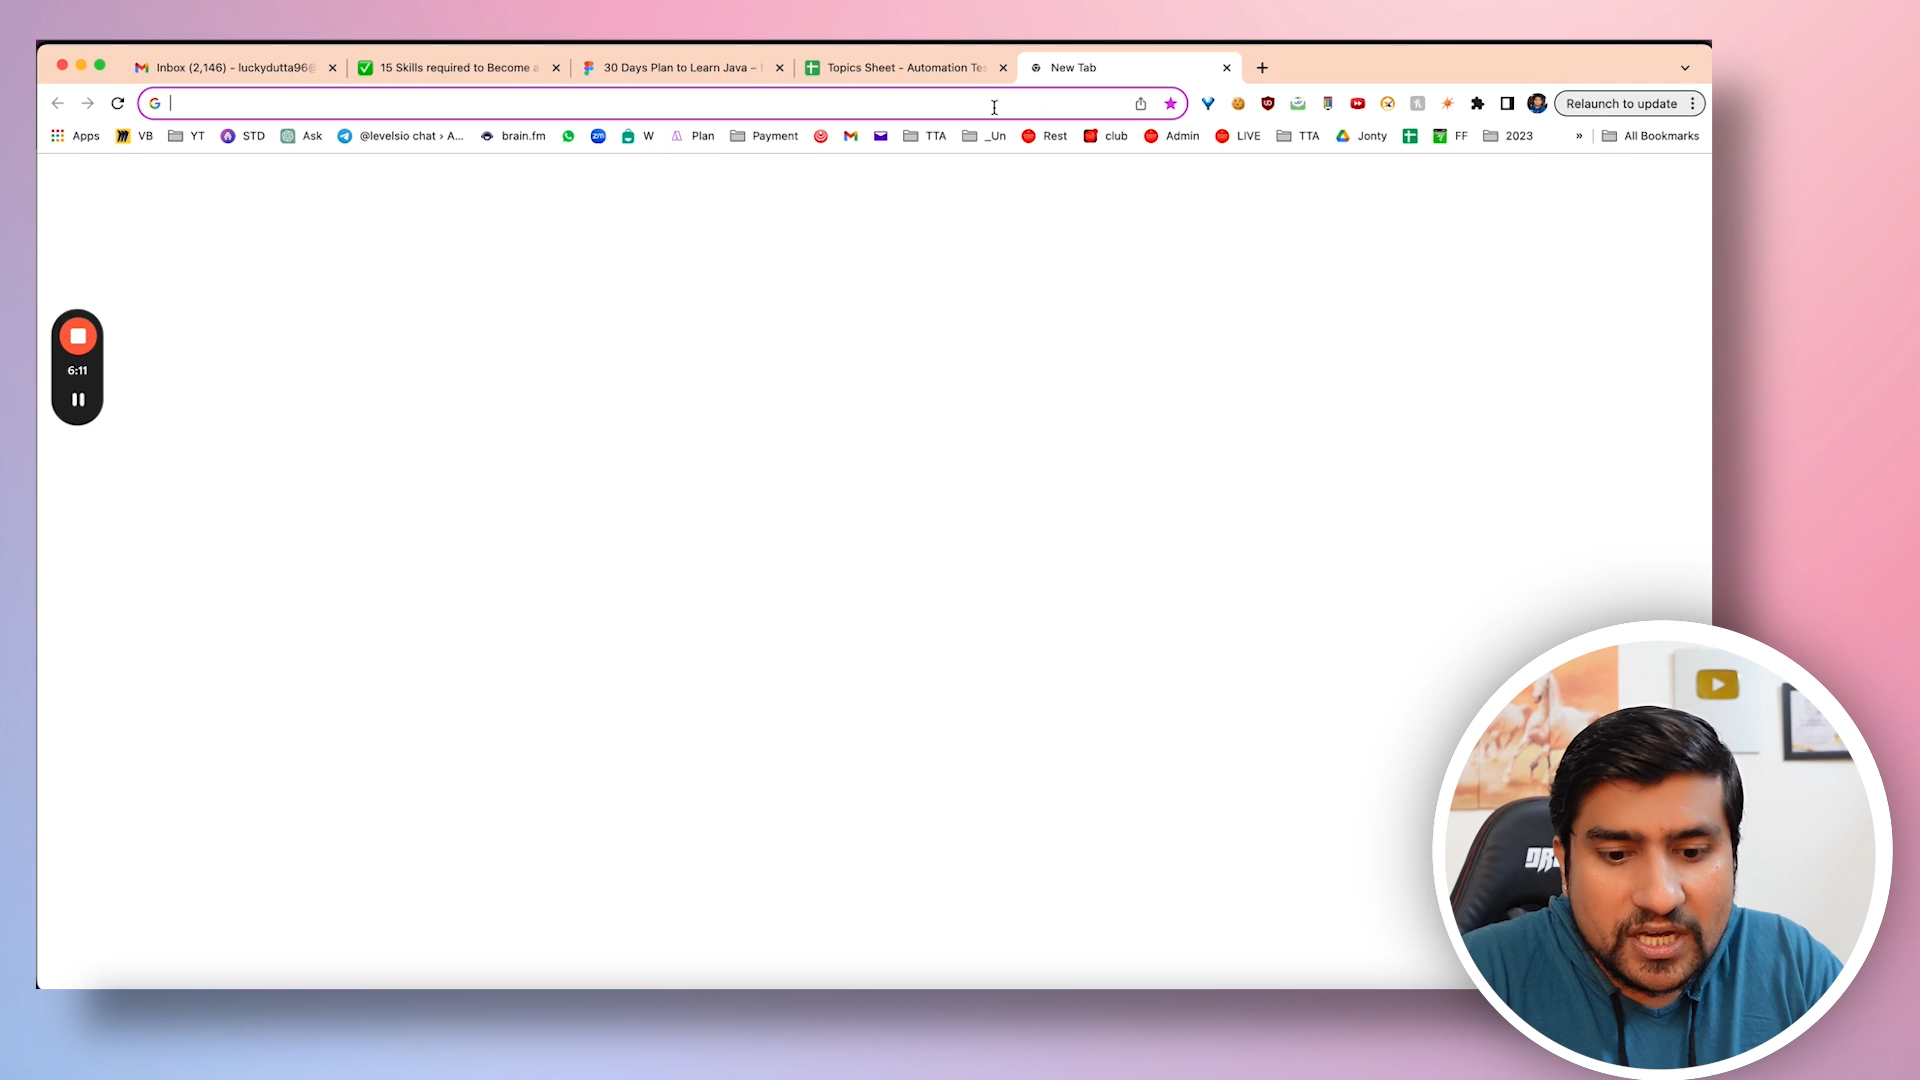 Inbox (2,146) - luckydutta96@
15 Skills required to Become a
30 Days Plan to Learn Java –
Topics Sheet - Automation Tes
New Tab
Relaunch to update
Apps
VB
YT
STD
Ask
@levelsio chat › A...
brain.fm
zm
W
Plan
Payment
TTA
_Un
Rest
club
Admin
LIVE
TTA
Jonty
FF
2023
»
All Bookmarks
6:11